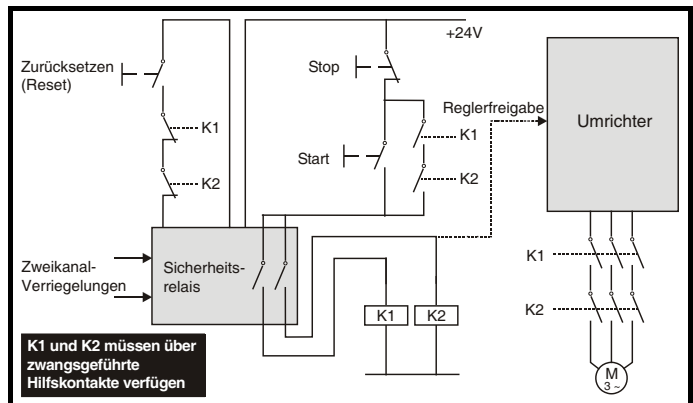 +24V
Zurücksetzen
(Reset)
Stop
Reglerfreigabe
Umrichter
K1
K1
Start
K2
K2
Zweikanal-
Verriegelungen
Sicherheits-
relais
K1
K2
K1
K2
K1 und K2 müssen über
zwangsgeführte
Hilfskontakte verfügen
M
3 ~